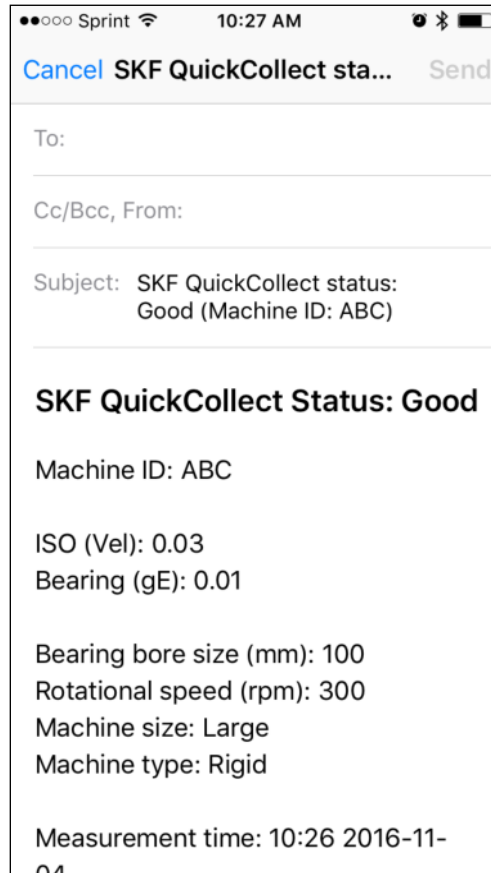 Sprint 10:27 AM
Cancel SKF QuickCollect sta... Send
To:
Cc/Bcc, From:
Subject: SKF QuickCollect status:
Good (Machine ID: ABC)
SKF QuickCollect Status: Good
Machine ID: ABC
ISO (Vel): 0.03
Bearing (gE): 0.01
Bearing bore size (mm): 100
Rotational speed (rpm): 300
Machine size: Large
Machine type: Rigid
Measurement time: 10:26 2016-11-
04